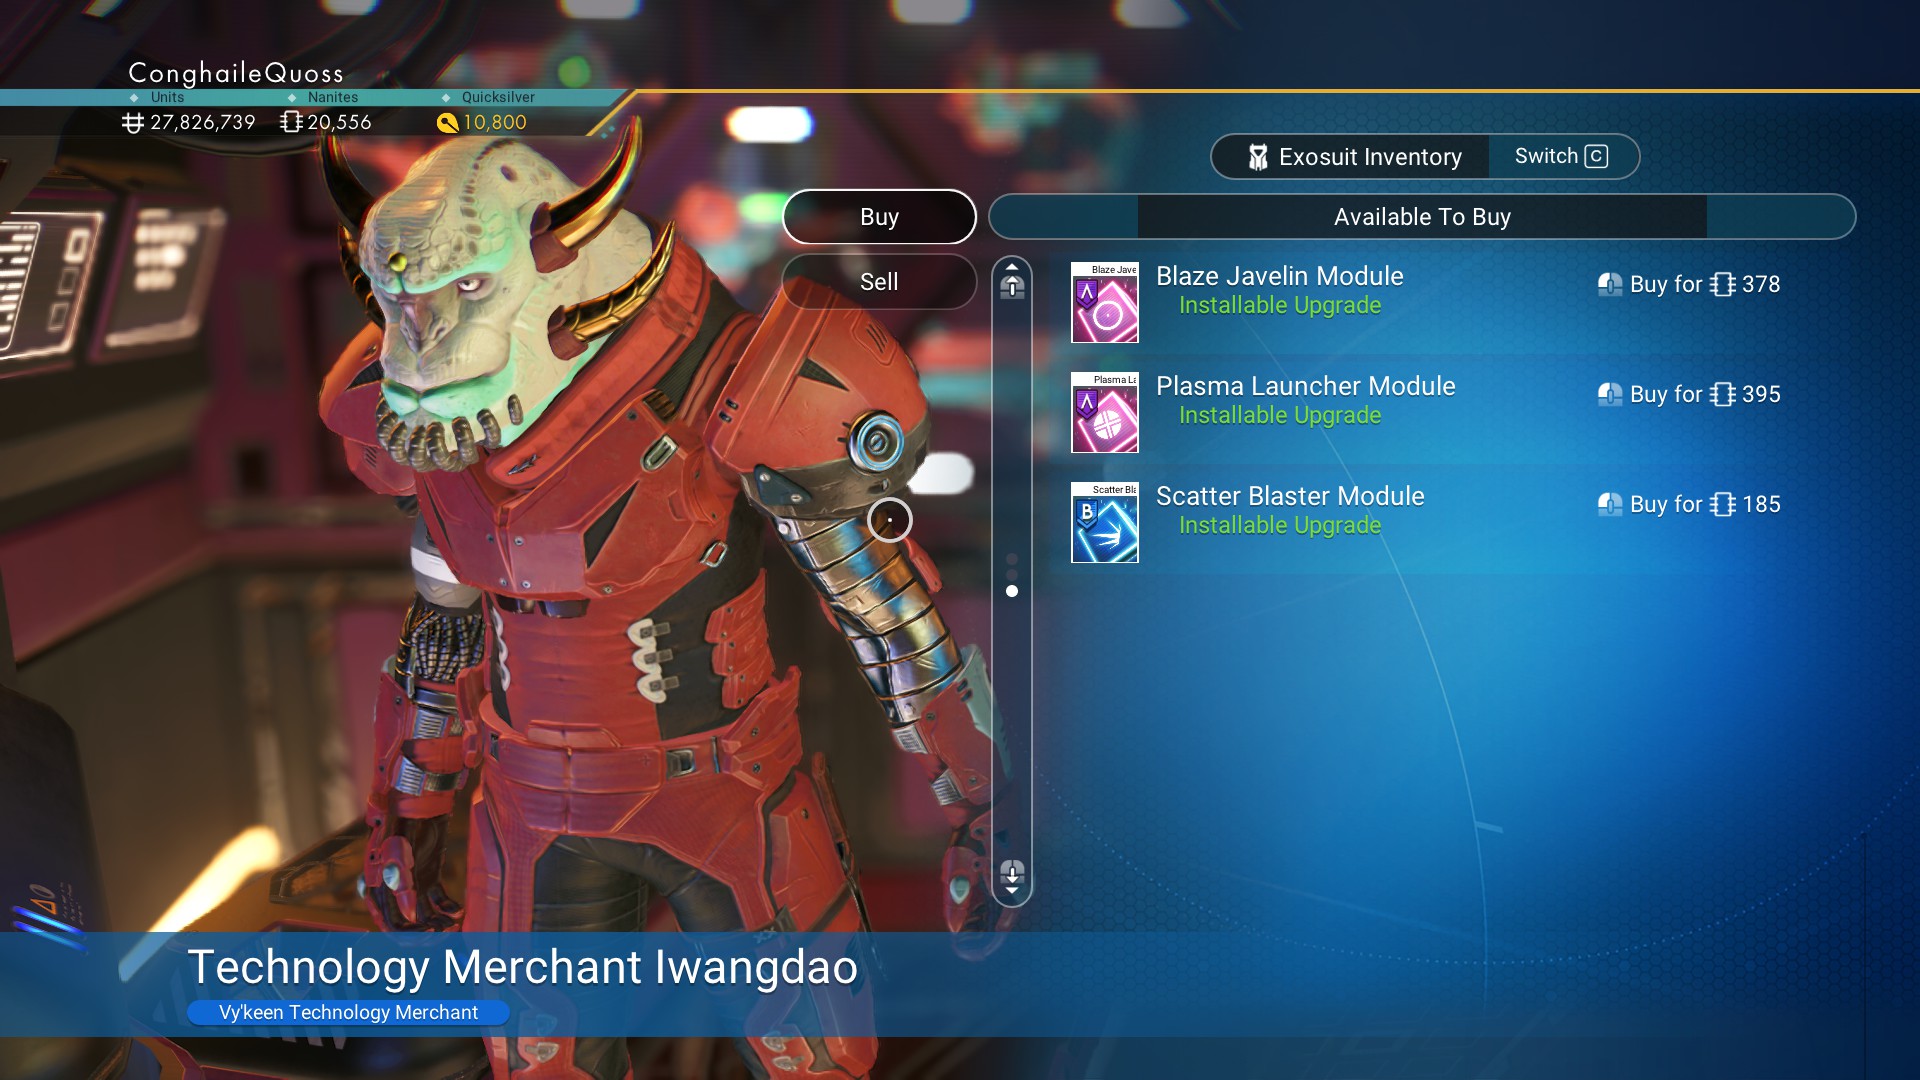 ConghaileQuoss
Units Nanites Quicksilver
27,826,739 20,556 10,800
Exosuit Inventory Switch C
Buy Available To Buy
Sell
Blaze Jave
Blaze Javelin Module
Installable Upgrade
Buy for 378
Plasma La
Plasma Launcher Module
Installable Upgrade
Buy for 395
Scatter Bla
B
Scatter Blaster Module
Installable Upgrade
Buy for 185
Technology Merchant Iwangdao
Vy'keen Technology Merchant